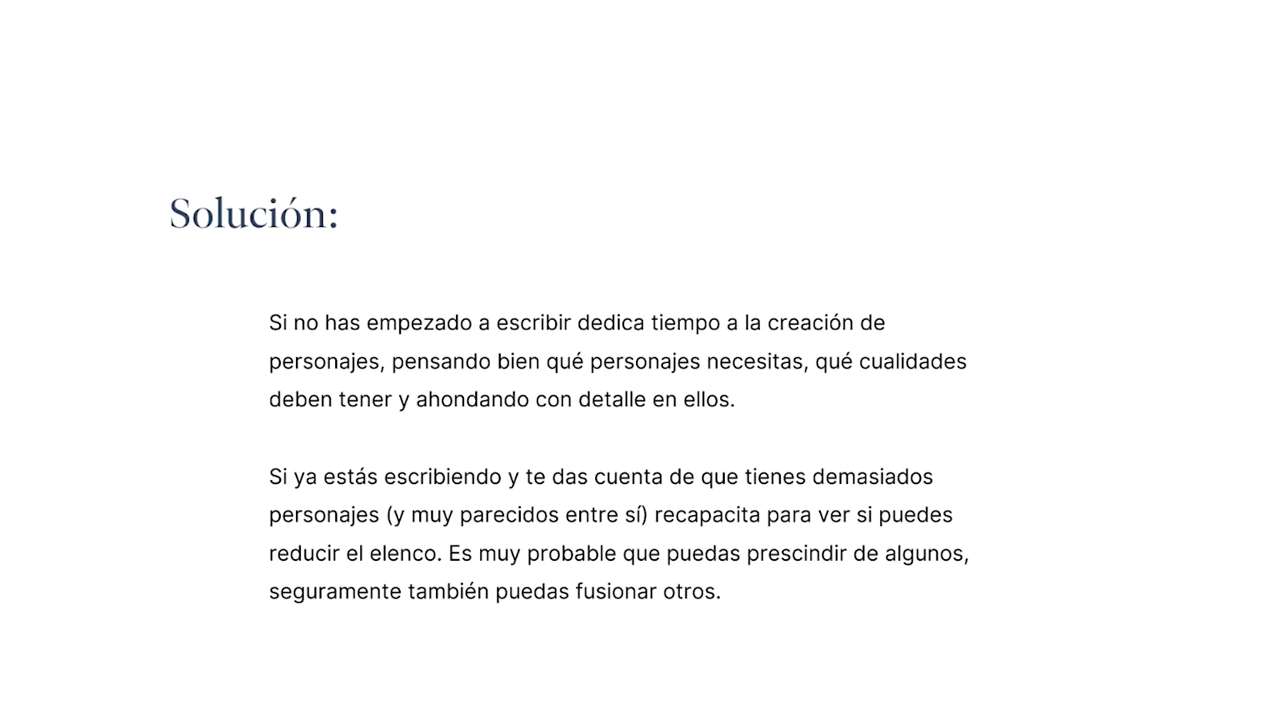 Solución:
Si no has empezado a escribir dedica tiempo a la creación de
personajes, pensando bien qué personajes necesitas, qué cualidades
deben tener y ahondando con detalle en ellos.
Si ya estás escribiendo y te das cuenta de que tienes demasiados
personajes (y muy parecidos entre sí) recapacita para ver si puedes
reducir el elenco. Es muy probable que puedas prescindir de algunos,
seguramente también puedas fusionar otros.